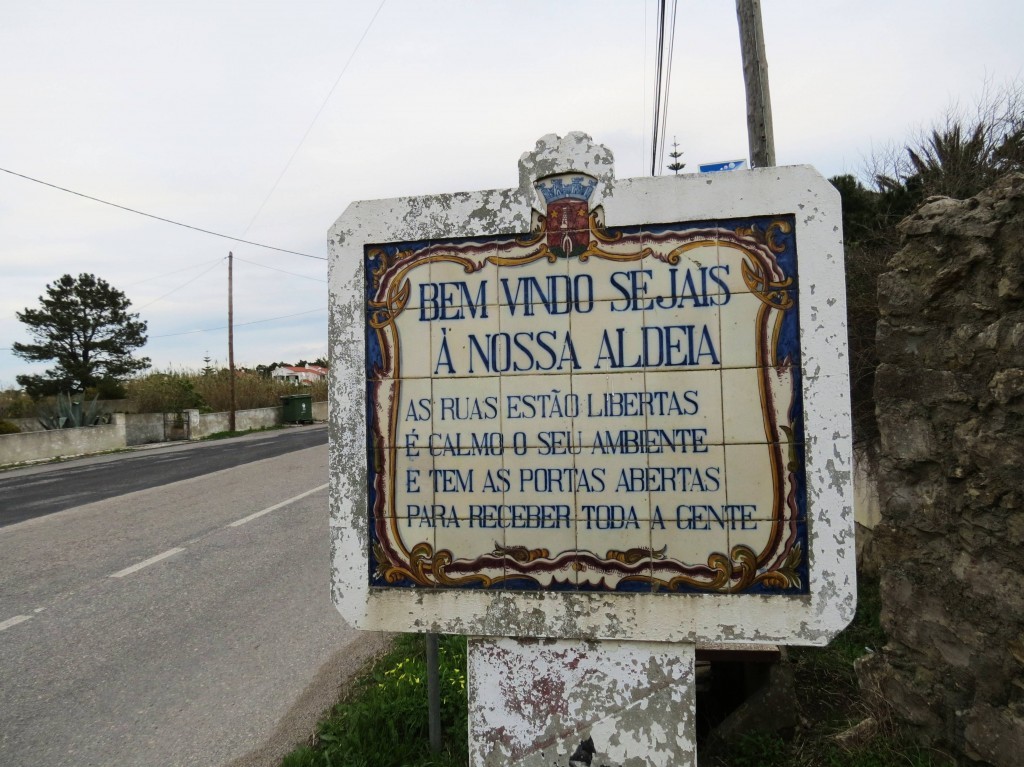 BEM VINDO SEJAIS
À NOSSA ALDEIA
AS RUAS ESTÃO LIBERTAS
É CALMO O SEU AMBIENTE
E TEM AS PORTAS ABERTAS
PARA RECEBER TODA A GENTE